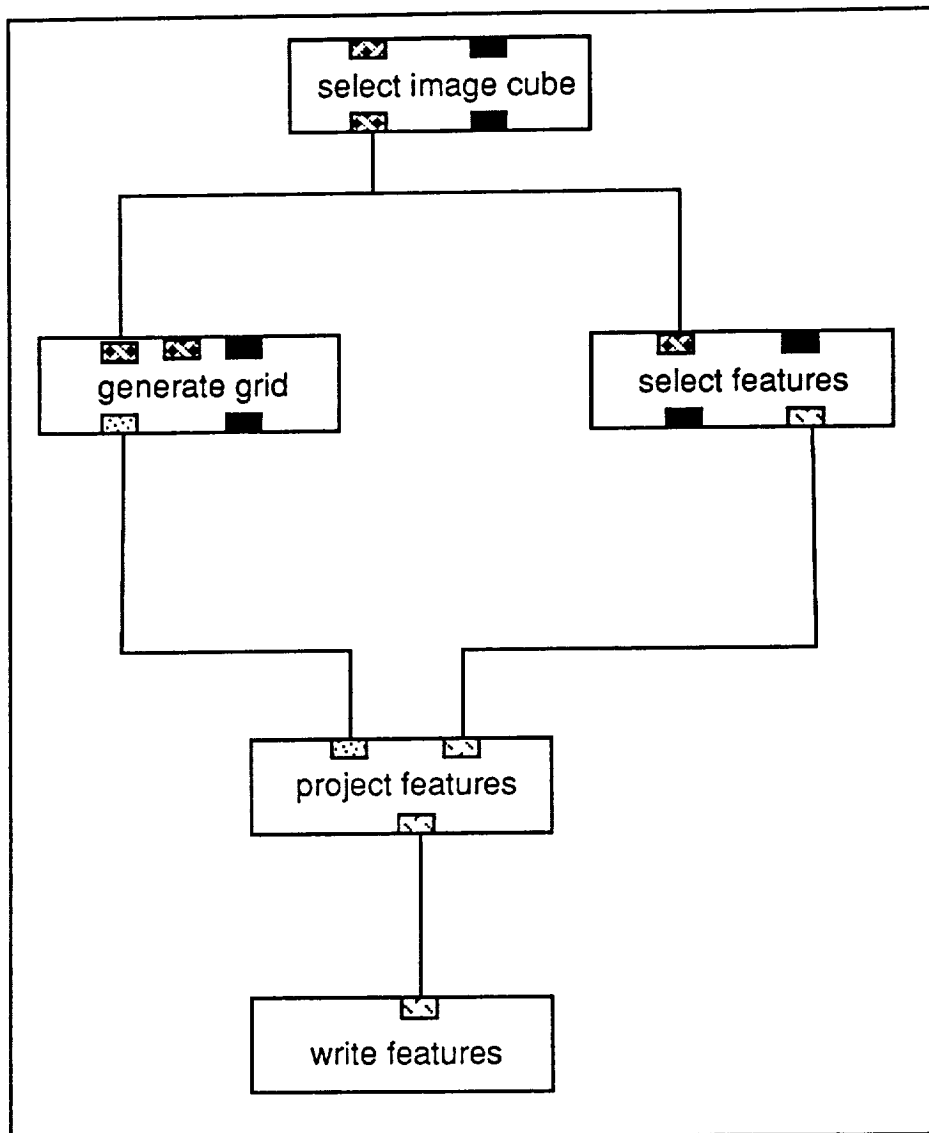 select image cube
generate grid
select features
project features
write features